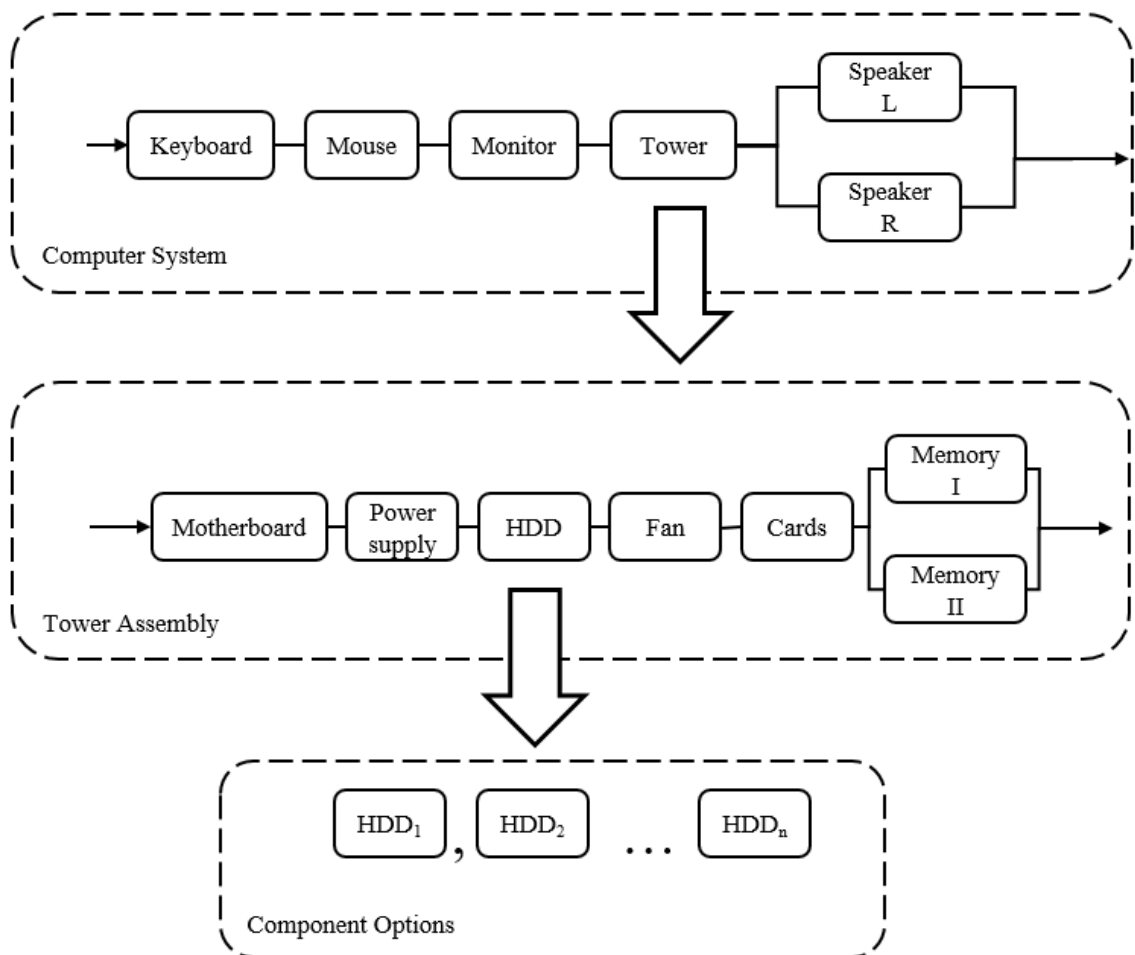 Speaker
L
Keyboard
Mouse
Monitor
Tower
Speaker
R
Computer System
Memory
I
Motherboard
Power
supply
HDD
Fan
Cards
Memory
II
Tower Assembly
HDD₁ , HDD₂ ... HDDₙ
Component Options